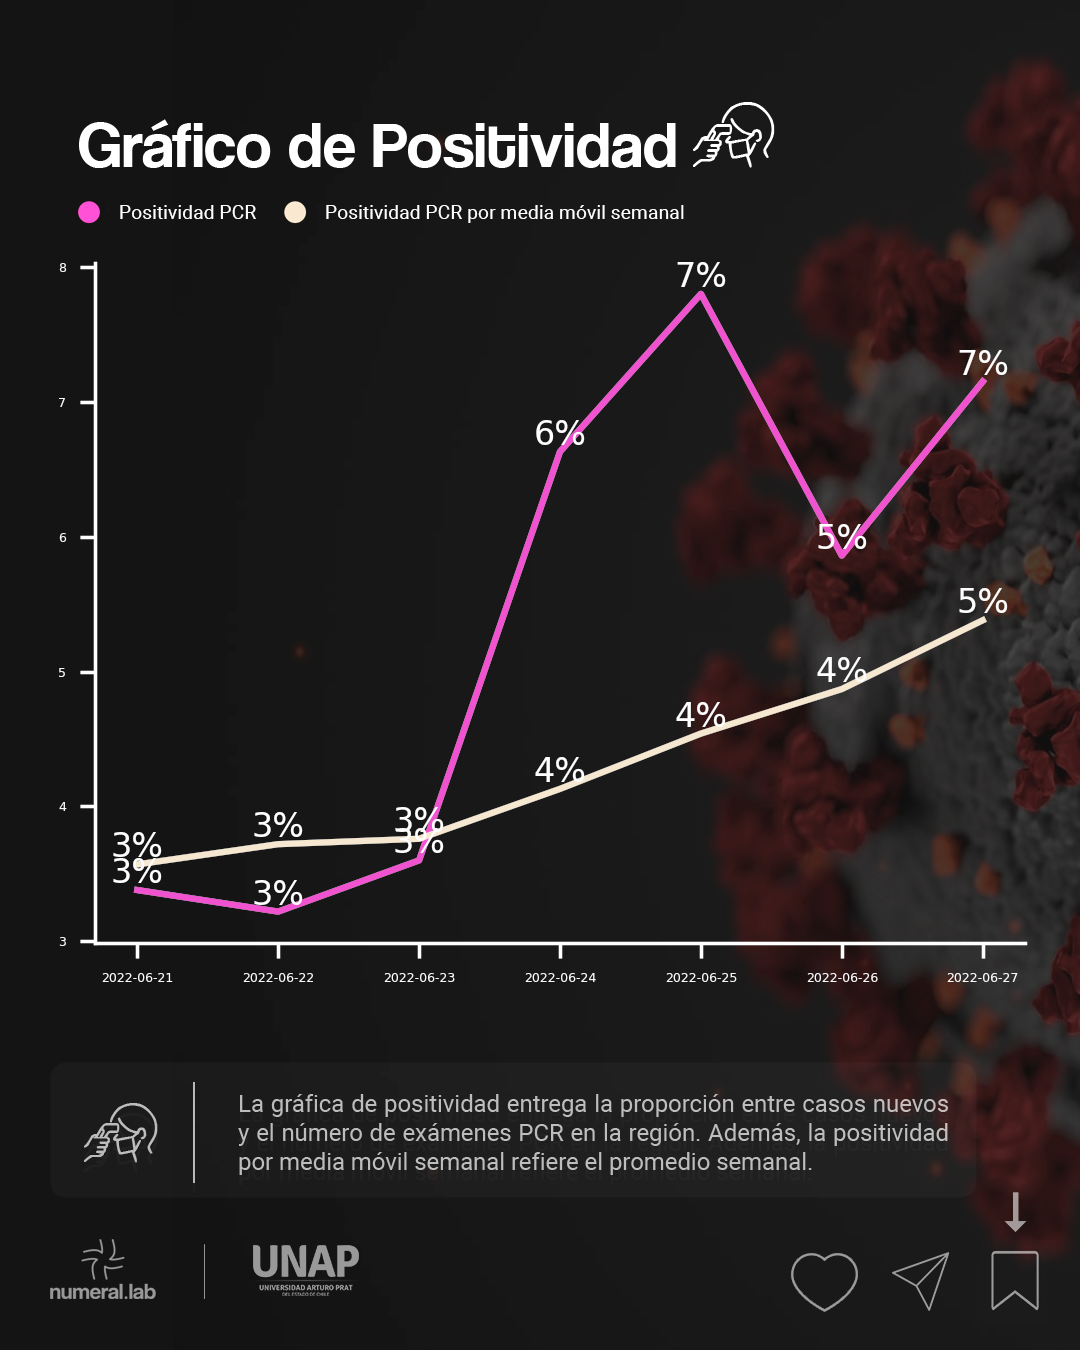 Gráfico de Positividad
Positividad PCR
Positividad PCR por media móvil semanal
8
7
6
5
4
3
7%
7%
6%
5%
5%
4%
4%
4%
3%
3%
3%
3%
3%
3%
2022-06-21
2022-06-22
2022-06-23
2022-06-24
2022-06-25
2022-06-26
2022-06-27
La gráfica de positividad entrega la proporción entre casos nuevos
y el número de exámenes PCR en la región. Además, la positividad
por media móvil semanal refiere el promedio semanal.
numeral.lab
UNAP
UNIVERSIDAD ARTURO PRAT
DEL ESTADO DE CHILE